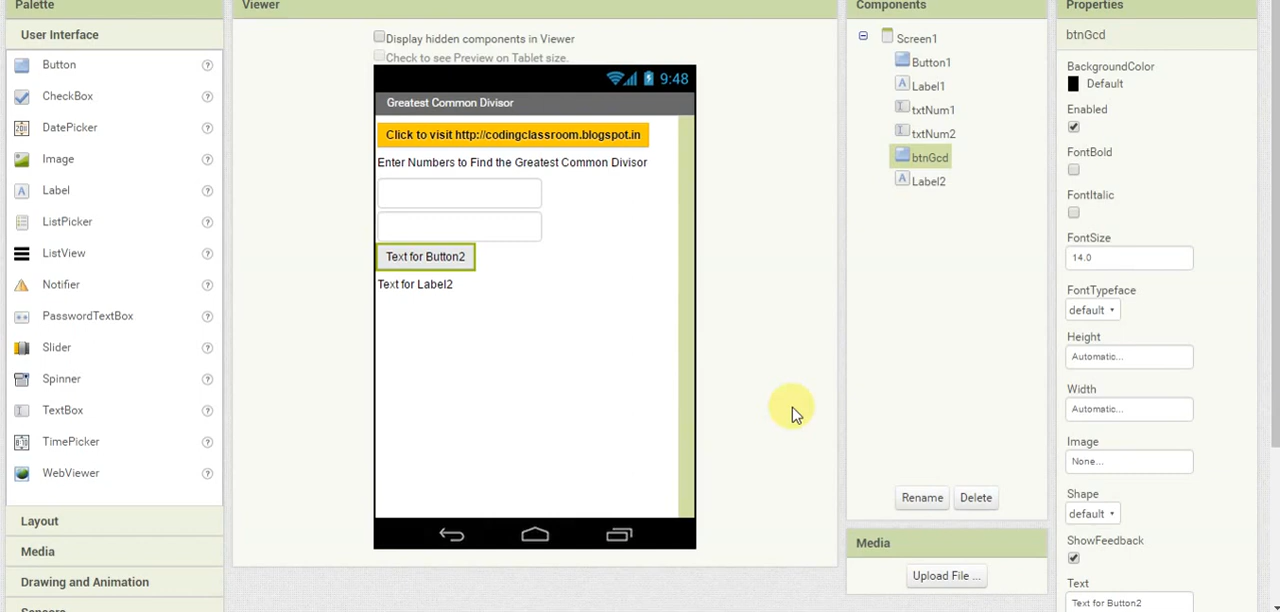 Palette
User Interface
Button
CheckBox
DatePicker
Image
Label
ListPicker
ListView
Notifier
PasswordTextBox
Slider
Spinner
TextBox
TimePicker
WebViewer
Layout
Media
Drawing and Animation
Sensors
Viewer
Display hidden components in Viewer
Check to see Preview on Tablet size.
9:48
Greatest Common Divisor
Click to visit http://codingclassroom.blogspot.in
Enter Numbers to Find the Greatest Common Divisor
Text for Button2
Text for Label2
Components
Screen1
Button1
Label1
txtNum1
txtNum2
btnGcd
Label2
Rename Delete
Media
Upload File ...
Properties
btnGcd
BackgroundColor
Default
Enabled
FontBold
FontItalic
FontSize
14.0
FontTypeface
default
Height
Automatic...
Width
Automatic...
Image
None...
Shape
default
ShowFeedback
Text
Text for Button2